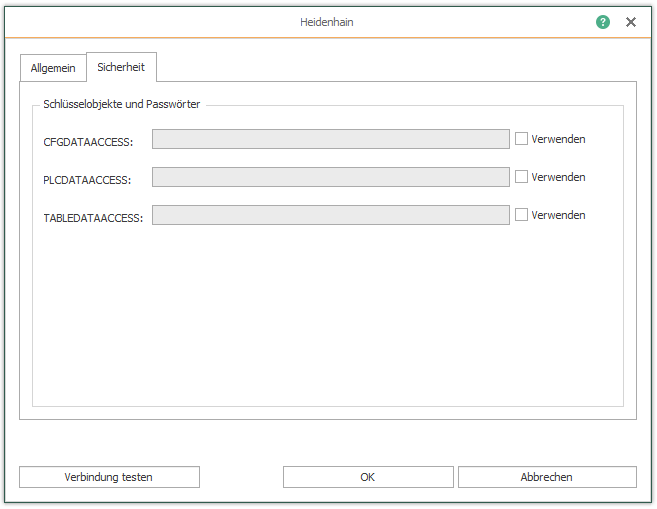 Heidenhain
?
Allgemein
Sicherheit
Schlüsselobjekte und Passwörter
CFGDATAACCESS:
Verwenden
PLCDATAACCESS:
Verwenden
TABLEDATAACCESS:
Verwenden
Verbindung testen
OK
Abbrechen